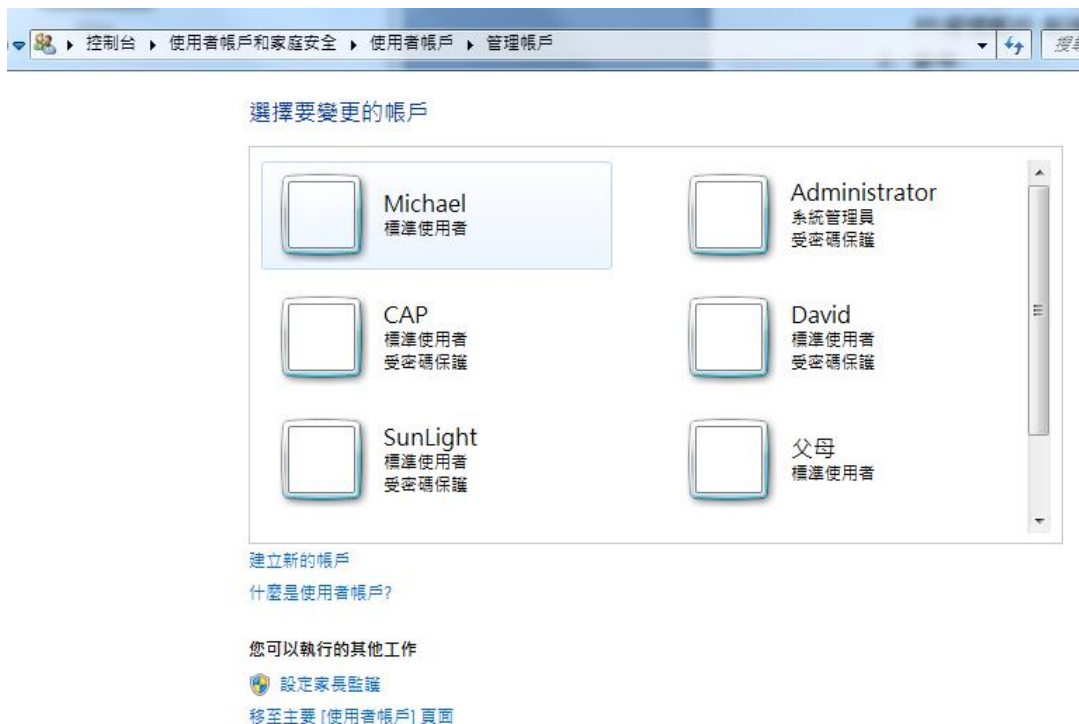 控制台 ▸ 使用者帳戶和家庭安全 ▸ 使用者帳戶 ▸ 管理帳戶
選擇要變更的帳戶
Michael
標準使用者
Administrator
系統管理員
受密碼保護
CAP
標準使用者
受密碼保護
David
標準使用者
受密碼保護
SunLight
標準使用者
受密碼保護
父母
標準使用者
建立新的帳戶
什麼是使用者帳戶?
您可以執行的其他工作
設定家長監護
移至主要 [使用者帳戶] 頁面